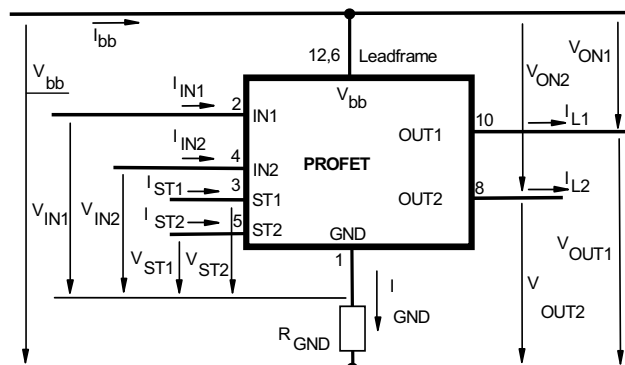 I bb
V bb
12,6 Leadframe
V ON1
V ON2
I IN1
2
IN1
V bb
I IN2
4
IN2
10
OUT1
I L1
PROFET
I ST1
3
ST1
I ST2
5
ST2
OUT2
8
I L2
V IN1
V IN2
V ST1
V ST2
GND
1
I GND
R GND
V OUT1
V OUT2